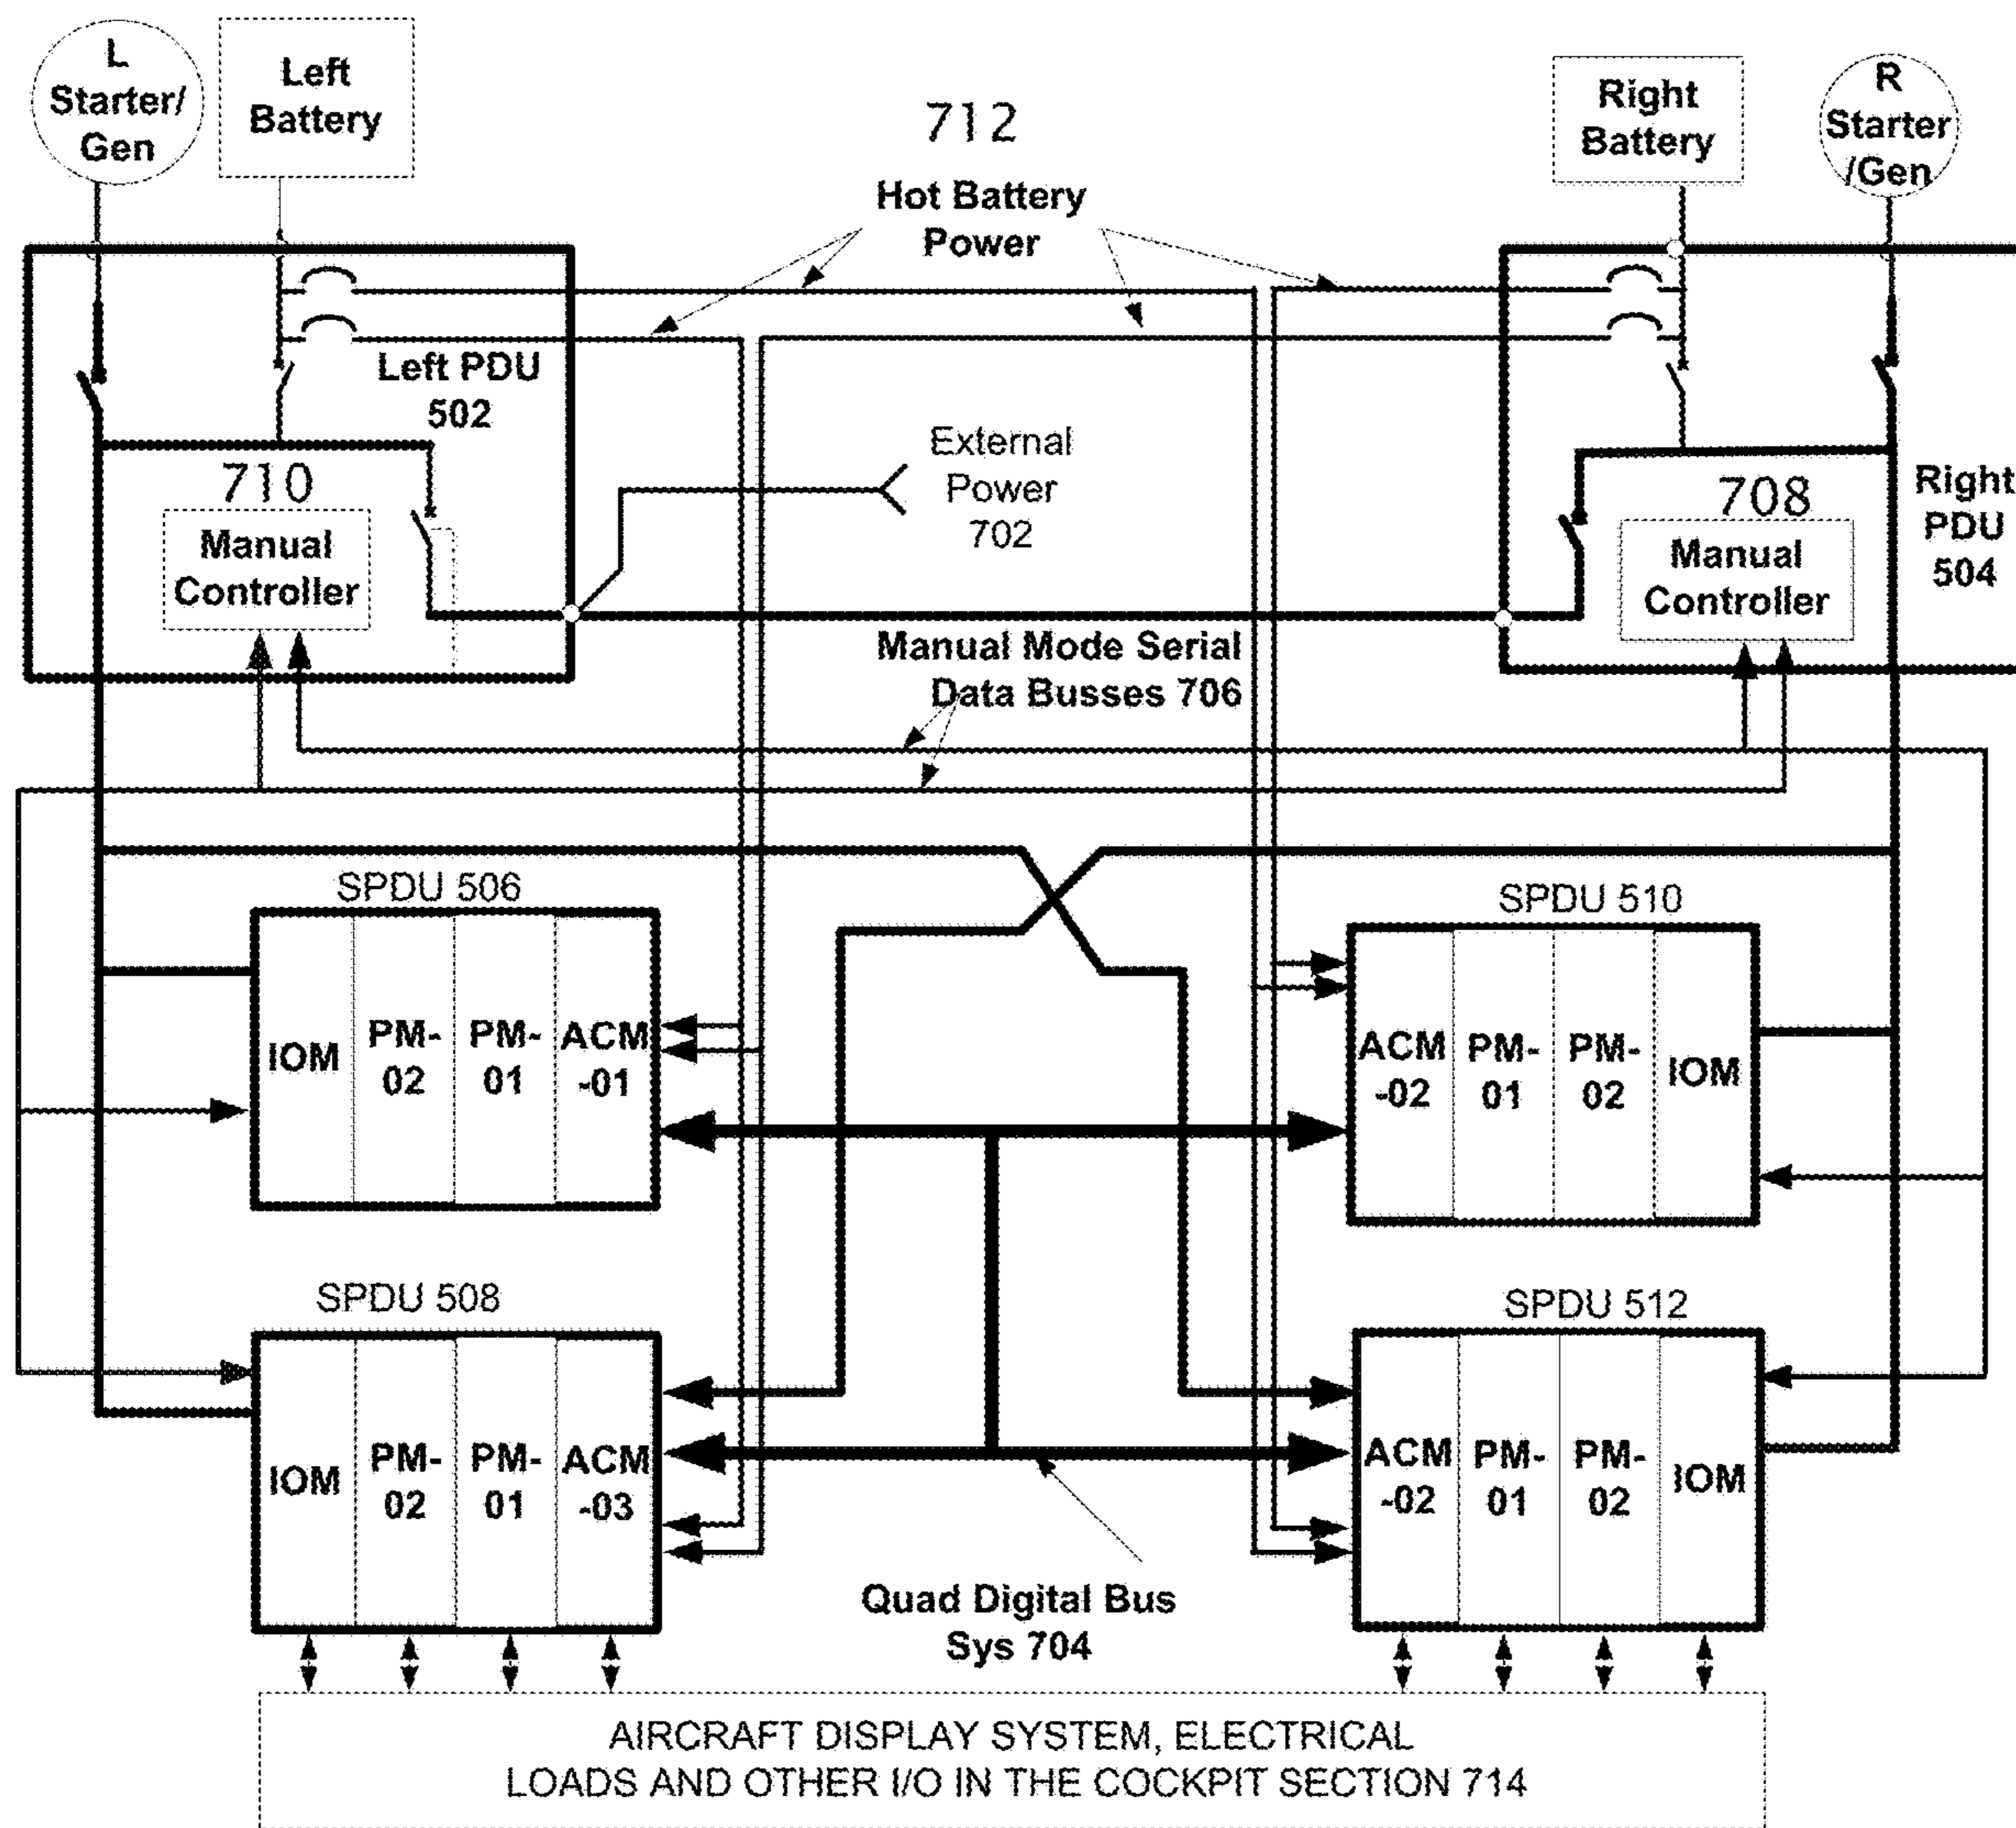 L
Starter/
Gen
Left
Battery
712
Hot Battery
Power
Right
Battery
R
Starter
/Gen
Left PDU
502
External
Power
702
710
Manual
Controller
708
Manual
Controller
Right
PDU
504
Manual Mode Serial
Data Busses 706
SPDU 506
IOM
PM-
02
PM-
01
ACM
-01
SPDU 510
ACM
-02
PM-
01
PM-
02
IOM
SPDU 508
IOM
PM-
02
PM-
01
ACM
-03
SPDU 512
ACM
-02
PM-
01
PM-
02
IOM
Quad Digital Bus
Sys 704
AIRCRAFT DISPLAY SYSTEM, ELECTRICAL
LOADS AND OTHER I/O IN THE COCKPIT SECTION 714